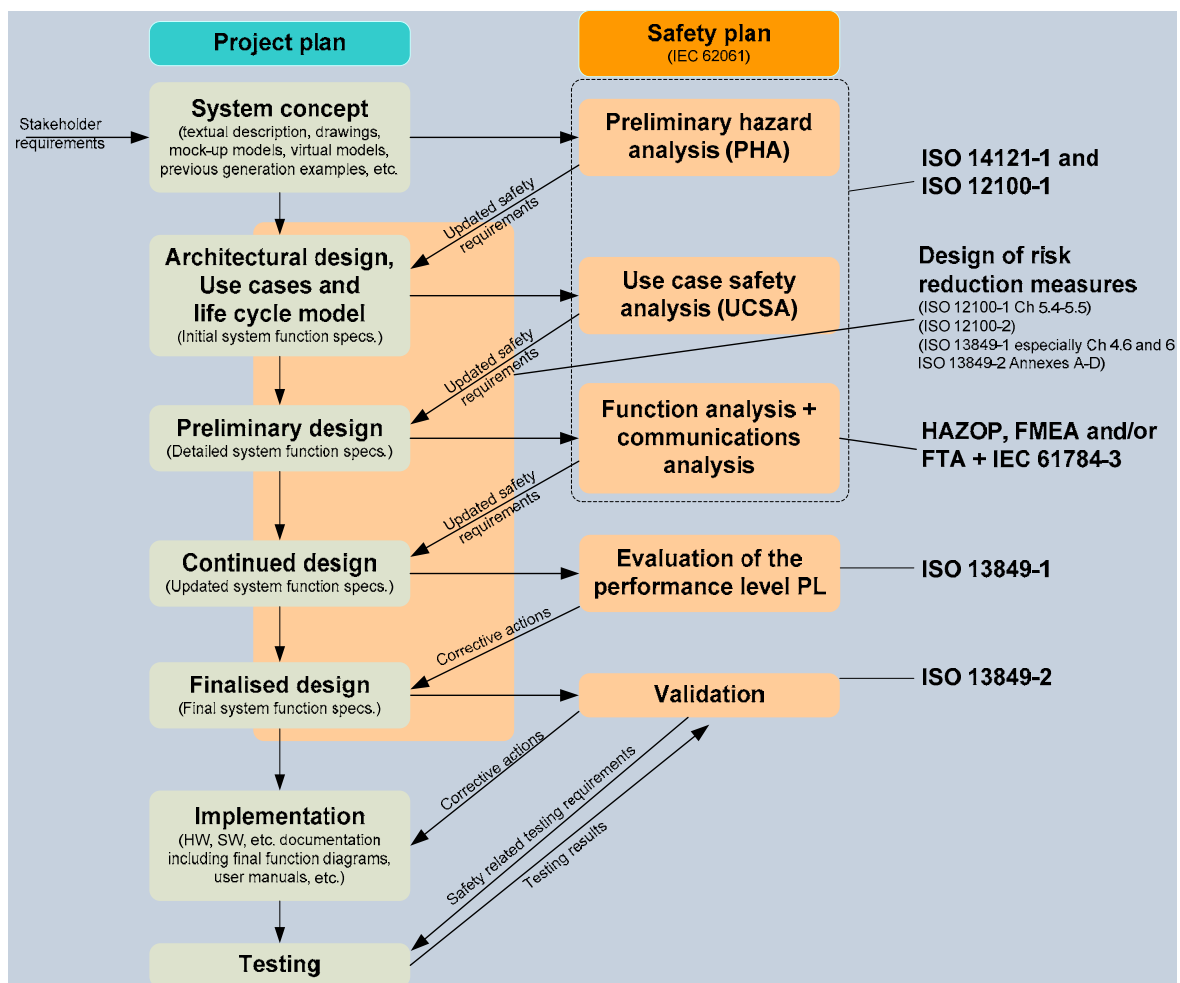 Project plan
Safety plan
(IEC 62061)
Stakeholder
requirements
System concept
(textual description, drawings,
mock-up models, virtual models,
previous generation examples, etc.
Preliminary hazard
analysis (PHA)
ISO 14121-1 and
ISO 12100-1
Updated safety
requirements
Architectural design,
Use cases and
life cycle model
(Initial system function specs.)
Use case safety
analysis (UCSA)
Design of risk
reduction measures
(ISO 12100-1 Ch 5.4-5.5)
(ISO 12100-2)
(ISO 13849-1 especially Ch 4.6 and 6
ISO 13849-2 Annexes A-D)
Updated safety
requirements
Preliminary design
(Detailed system function specs.)
Function analysis +
communications
analysis
HAZOP, FMEA and/or
FTA + IEC 61784-3
Updated safety
requirements
Continued design
(Updated system function specs.)
Evaluation of the
performance level PL
ISO 13849-1
Corrective actions
Finalised design
(Final system function specs.)
Validation
ISO 13849-2
Corrective actions
Implementation
(HW, SW, etc. documentation
including final function diagrams,
user manuals, etc.)
Safety related testing requirements
Testing results
Testing